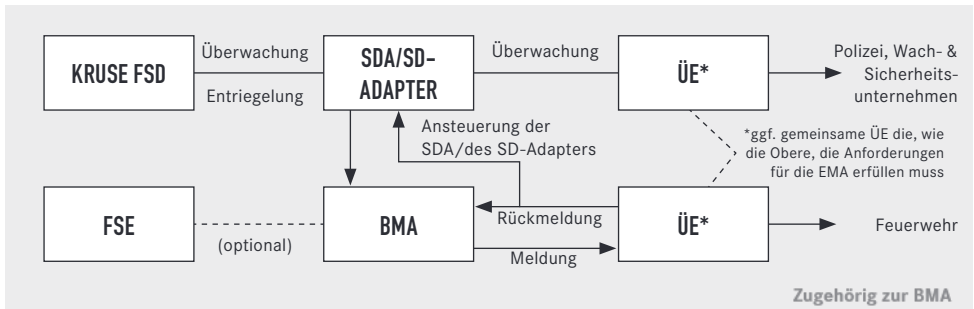 KRUSE FSD
Überwachung
Entriegelung
SDA/SD-
ADAPTER
Überwachung
ÜE*
Polizei, Wach- &
Sicherheits-
unternehmen
Ansteuerung der
SDA/des SD-Adapters
*ggf. gemeinsame ÜE die, wie
die Obere, die Anforderungen
für die EMA erfüllen muss
FSE
(optional)
BMA
Rückmeldung
Meldung
ÜE*
Feuerwehr
Zugehörig zur BMA